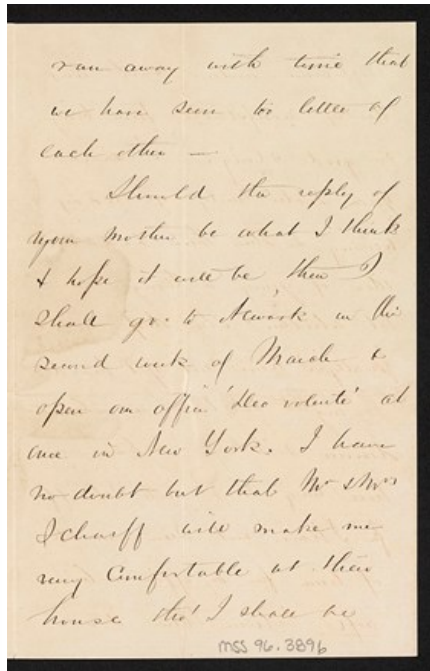 ran away with time that
we have seen too little of
each other —
Should the reply of
your mother be what I think
& hope it will be, then I
shall go to Newark in the
second week of March &
open an office 'Deo volente' at
once in New York. I have
no doubt but that Mr & Mrs
Scharff will make me
very comfortable at their
house tho' I shall be
mss 96.3896